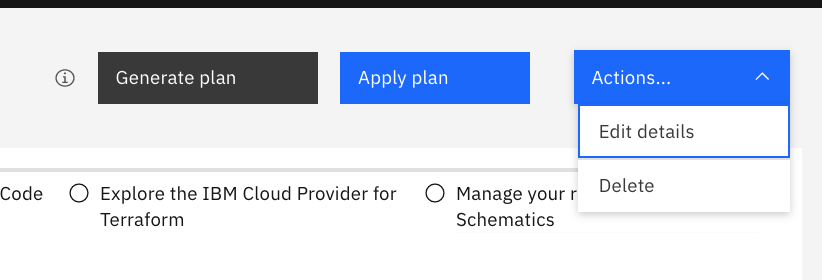 Generate plan
Apply plan
Actions...
Edit details
Delete
Code
Explore the IBM Cloud Provider for
Terraform
Manage your
Schematics